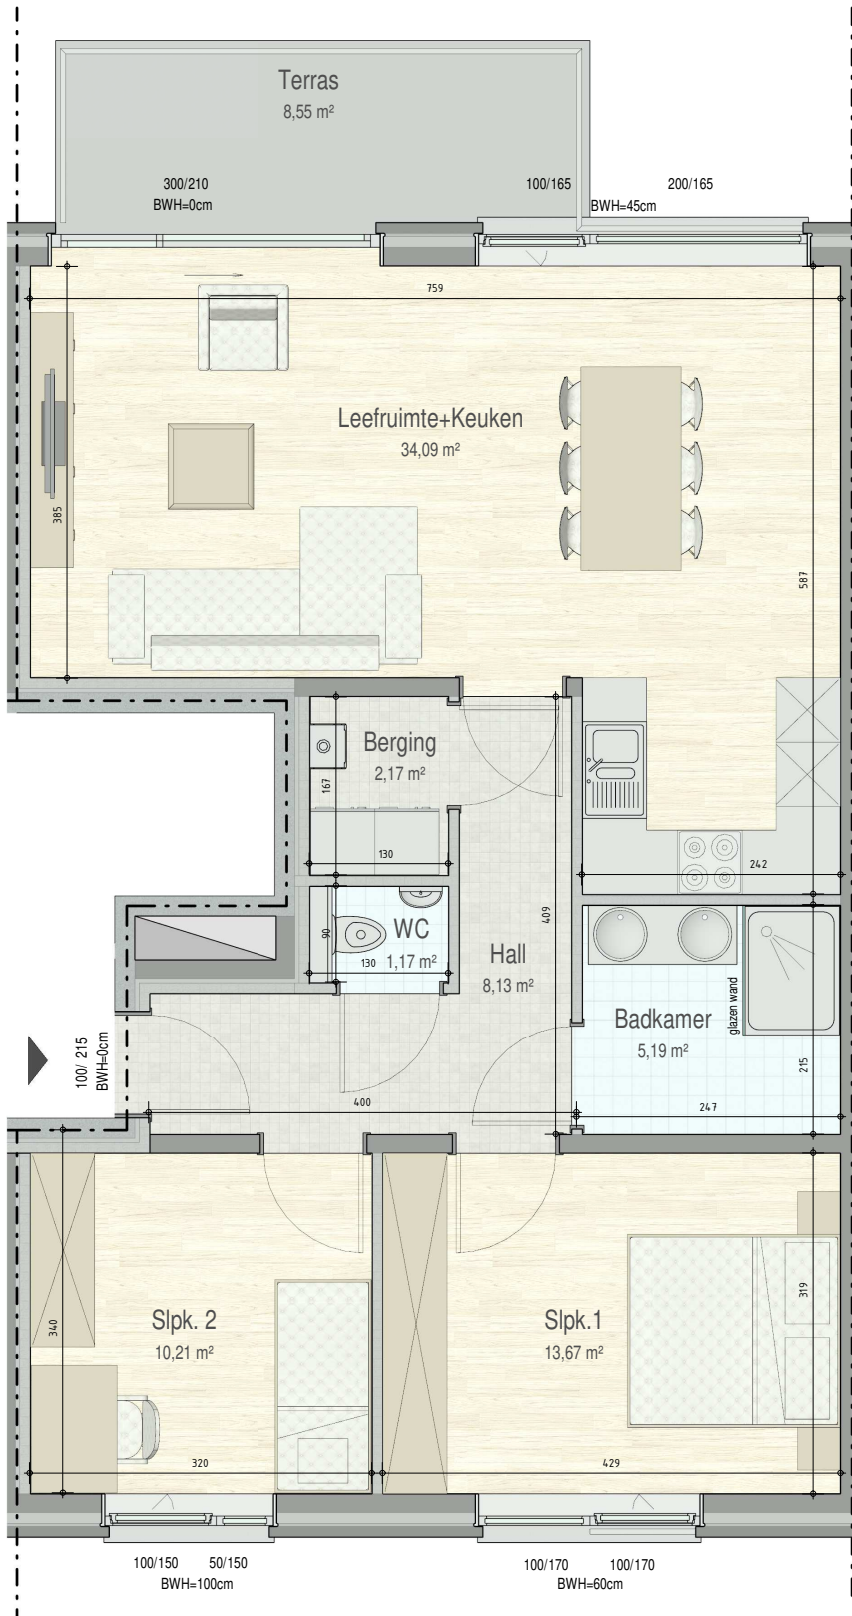 Terras
8,55 m²
300/210
BWH=0cm
100/165
200/165
BWH=45cm
759
Leefruimte+Keuken
34,09 m²
385
587
Berging
2,17 m²
167
130
242
409
WC
1,17 m²
90
130
Hall
8,13 m²
Badkamer
5,19 m²
glazen wand
215
100/ 215
BWH=0cm
400
247
Slpk. 2
10,21 m²
340
320
Slpk.1
13,67 m²
319
429
100/150
50/150
BWH=100cm
100/170
100/170
BWH=60cm